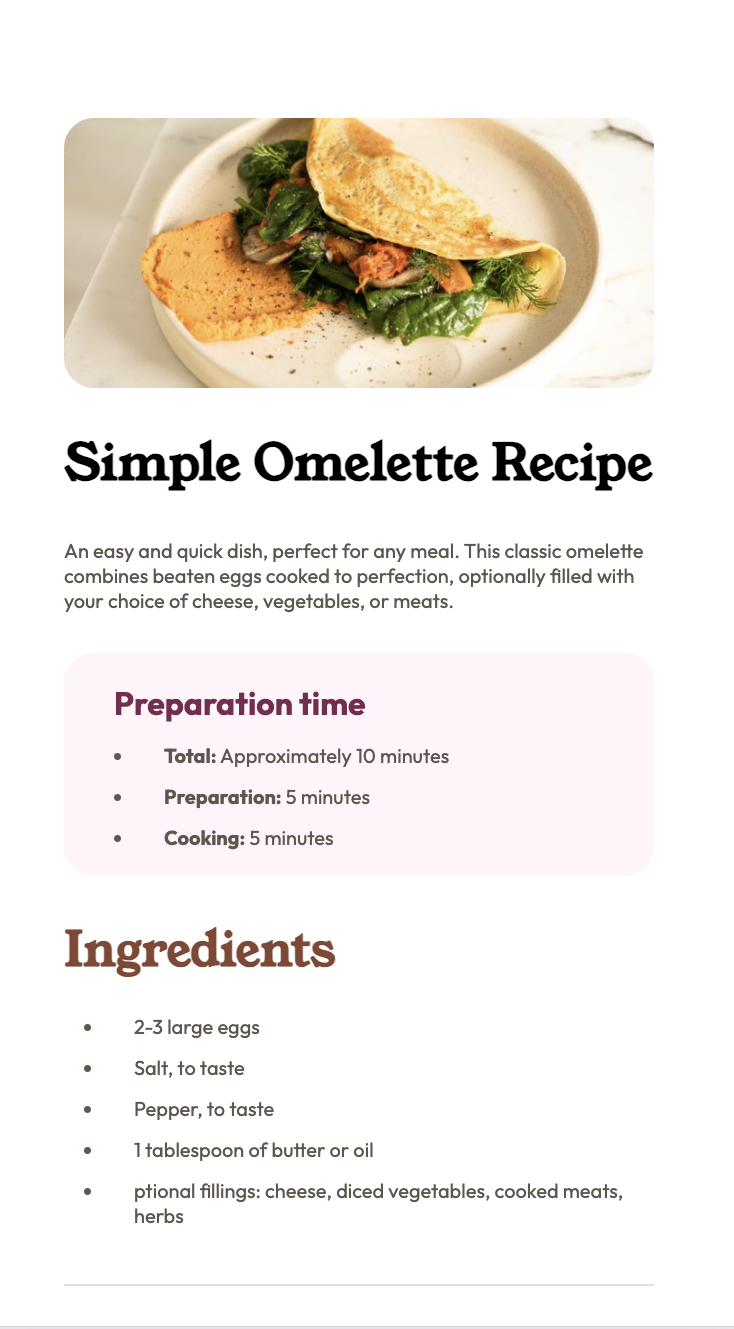 Simple Omelette Recipe
An easy and quick dish, perfect for any meal. This classic omelette
combines beaten eggs cooked to perfection, optionally filled with
your choice of cheese, vegetables, or meats.
Preparation time
• Total: Approximately 10 minutes
• Preparation: 5 minutes
• Cooking: 5 minutes
Ingredients
• 2-3 large eggs
• Salt, to taste
• Pepper, to taste
• 1 tablespoon of butter or oil
• ptional fillings: cheese, diced vegetables, cooked meats,
herbs